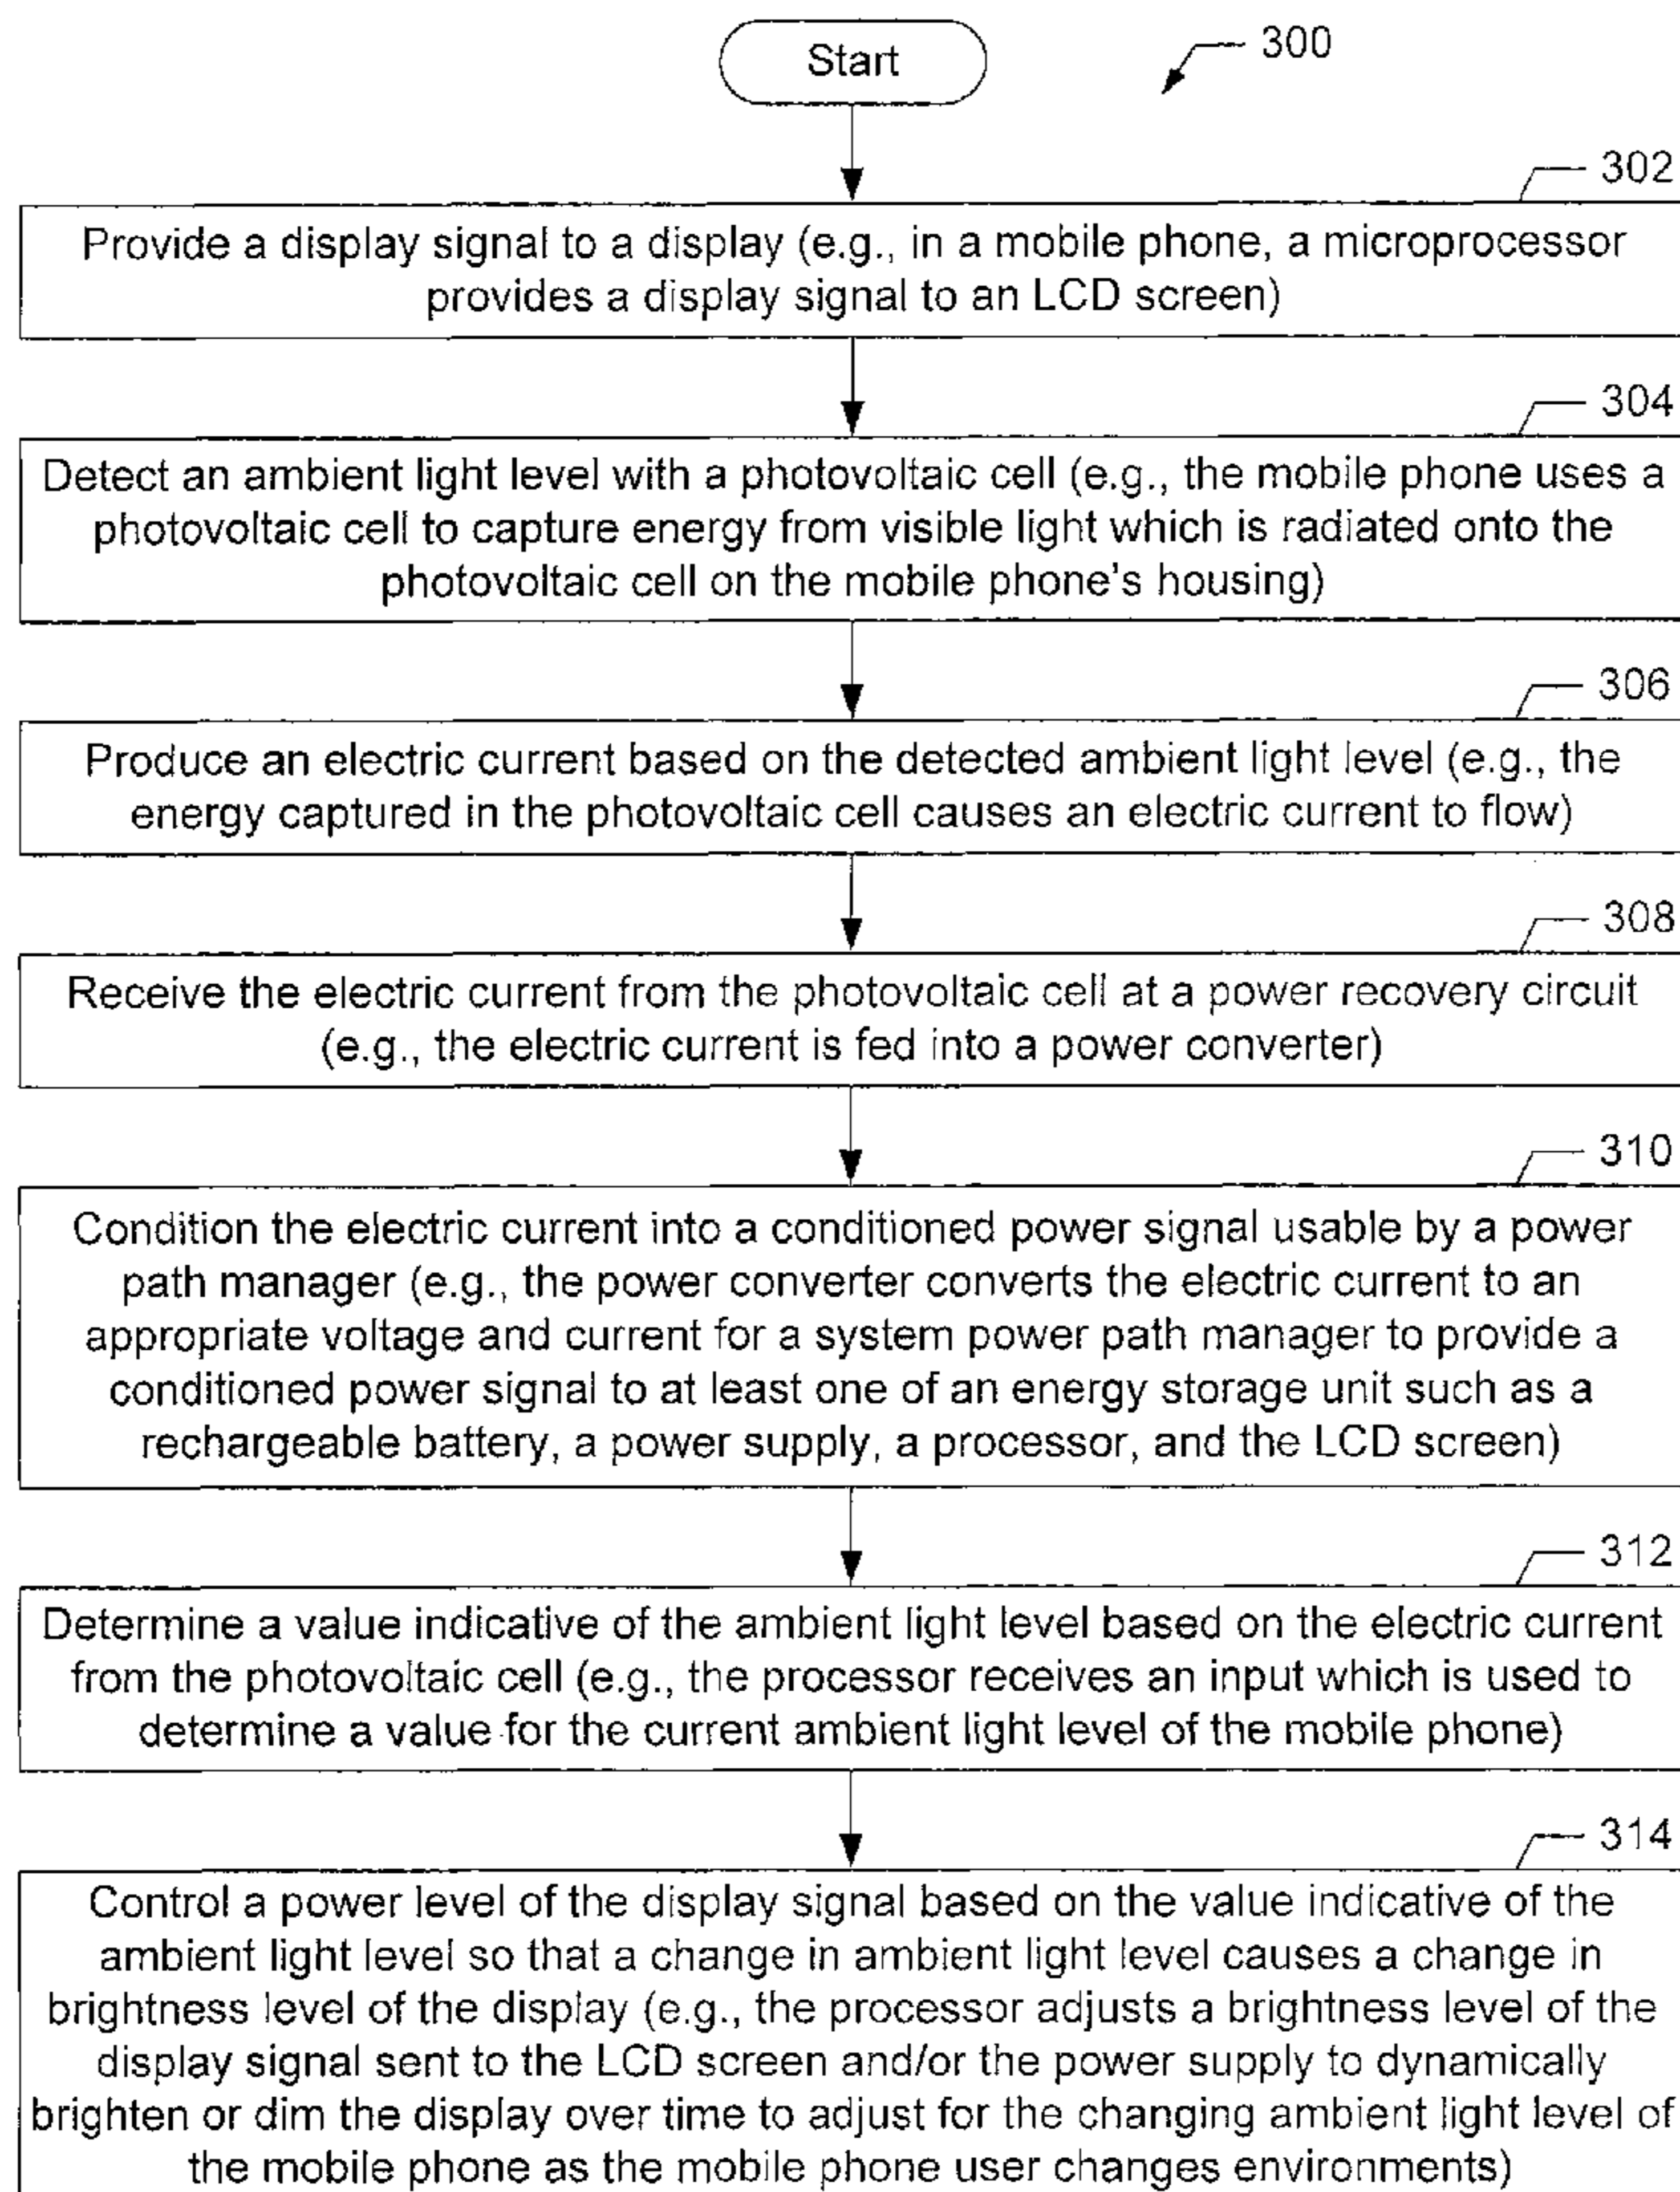 Start
300
302
Provide a display signal to a display (e.g., in a mobile phone, a microprocessor
provides a display signal to an LCD screen)
304
Detect an ambient light level with a photovoltaic cell (e.g., the mobile phone uses a
photovoltaic cell to capture energy from visible light which is radiated onto the
photovoltaic cell on the mobile phone's housing)
306
Produce an electric current based on the detected ambient light level (e.g., the
energy captured in the photovoltaic cell causes an electric current to flow)
308
Receive the electric current from the photovoltaic cell at a power recovery circuit
(e.g., the electric current is fed into a power converter)
310
Condition the electric current into a conditioned power signal usable by a power
path manager (e.g., the power converter converts the electric current to an
appropriate voltage and current for a system power path manager to provide a
conditioned power signal to at least one of an energy storage unit such as a
rechargeable battery, a power supply, a processor, and the LCD screen)
312
Determine a value indicative of the ambient light level based on the electric current
from the photovoltaic cell (e.g., the processor receives an input which is used to
determine a value for the current ambient light level of the mobile phone)
314
Control a power level of the display signal based on the value indicative of the
ambient light level so that a change in ambient light level causes a change in
brightness level of the display (e.g., the processor adjusts a brightness level of the
display signal sent to the LCD screen and/or the power supply to dynamically
brighten or dim the display over time to adjust for the changing ambient light level of
the mobile phone as the mobile phone user changes environments)